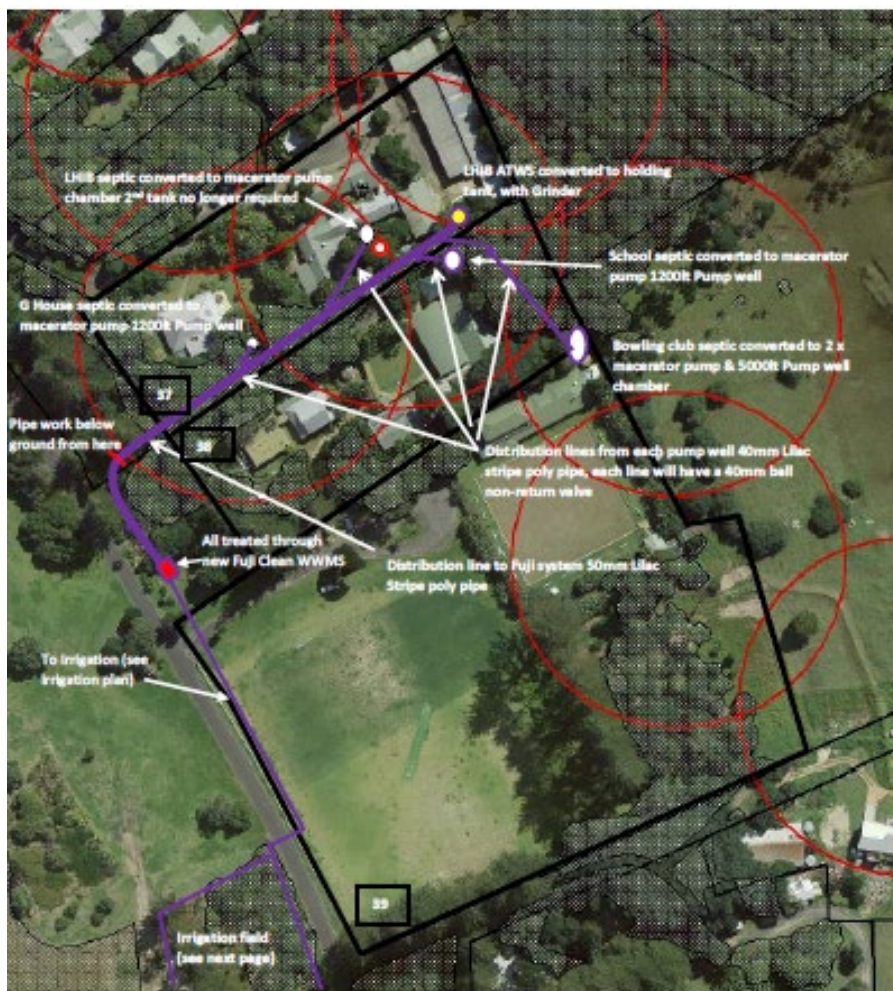 LHIB septic converted to macerator pump
chamber 2nd tank no longer required
LHIB ATWS converted to holding
tank, with Grinder
School septic converted to macerator
pump 1200lt Pump well
G House septic converted to
macerator pump 1200lt Pump well
Bowling club septic converted to 2 x
macerator pump & 5000lt Pump well
chamber
37
Pipe work below
ground from here
38
Distribution lines from each pump well 40mm Lilac
stripe poly pipe, each line will have a 40mm ball
non-return valve
All treated through
new Fuji Clean WWMS
Distribution line to Fuji system 50mm Lilac
Stripe poly pipe
To Irrigation (see
irrigation plan)
39
Irrigation field
(see next page)